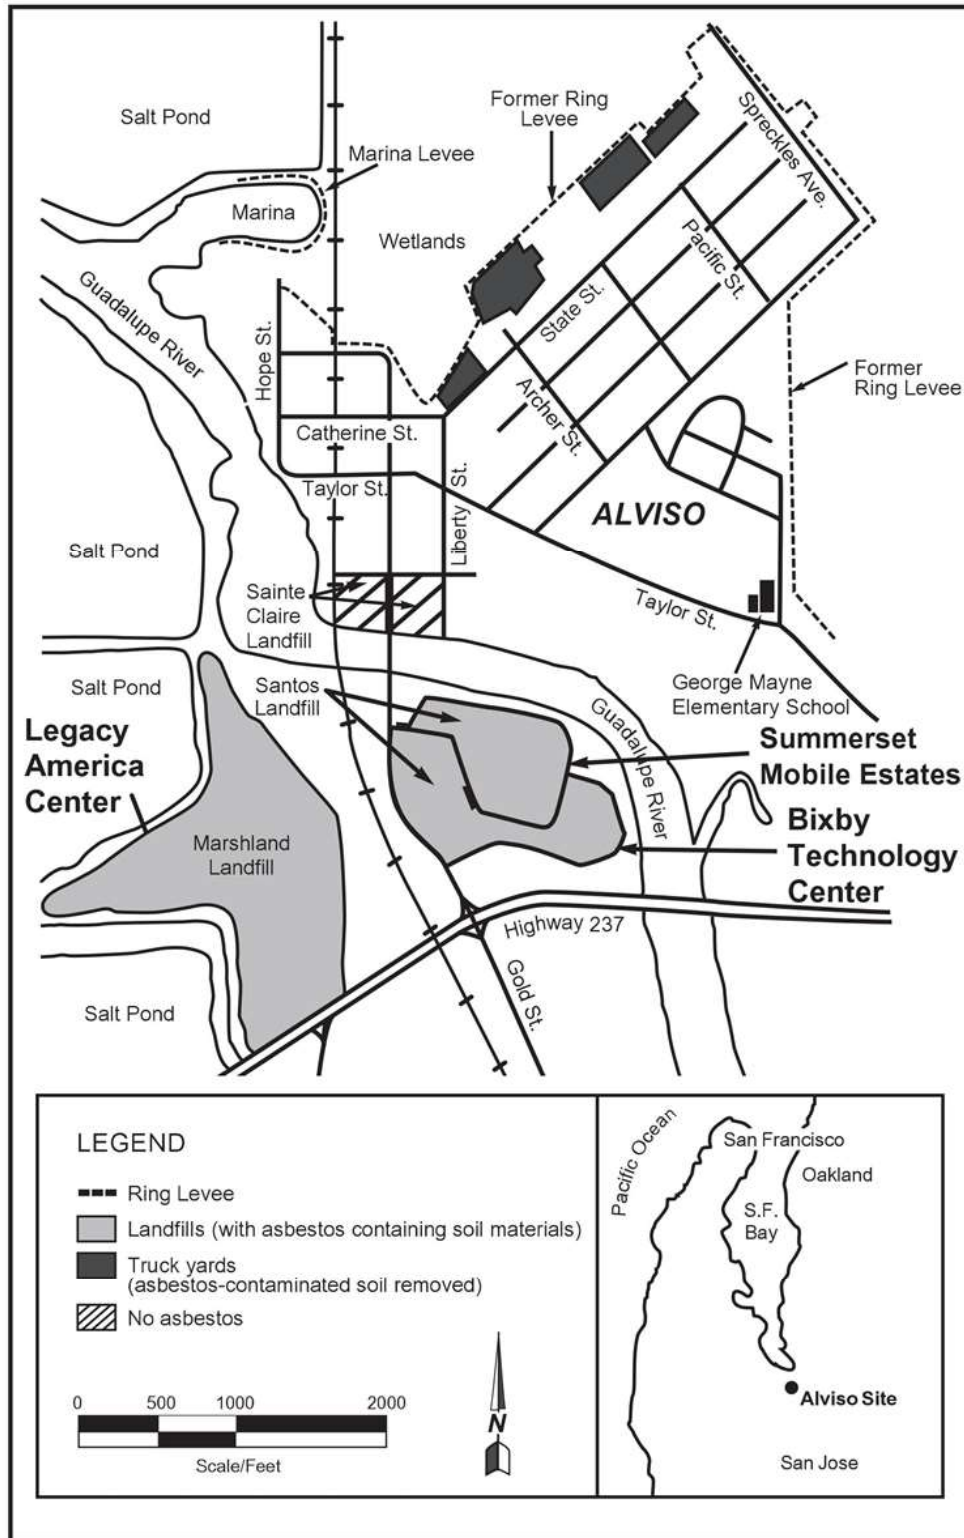 Salt Pond
Marina Levee
Marina
Former Ring
Levee
Wetlands
Spreckles Ave.
Pacific St.
State St.
Archer St.
Guadalupe River
Hope St.
Catherine St.
Taylor St.
Liberty St.
Former
Ring Levee
ALVISO
Salt Pond
Sainte
Claire
Landfill
Taylor St.
George Mayne
Elementary School
Salt Pond
Santos
Landfill
Guadalupe River
Legacy
America
Center
Summerset
Mobile Estates
Marshland
Landfill
Bixby
Technology
Center
Highway 237
Gold St.
Salt Pond
LEGEND
Ring Levee
Landfills (with asbestos containing soil materials)
Truck yards
(asbestos-contaminated soil removed)
No asbestos
0 500 1000 2000
Scale/Feet
N
Pacific Ocean
San Francisco
Oakland
S.F.
Bay
Alviso Site
San Jose